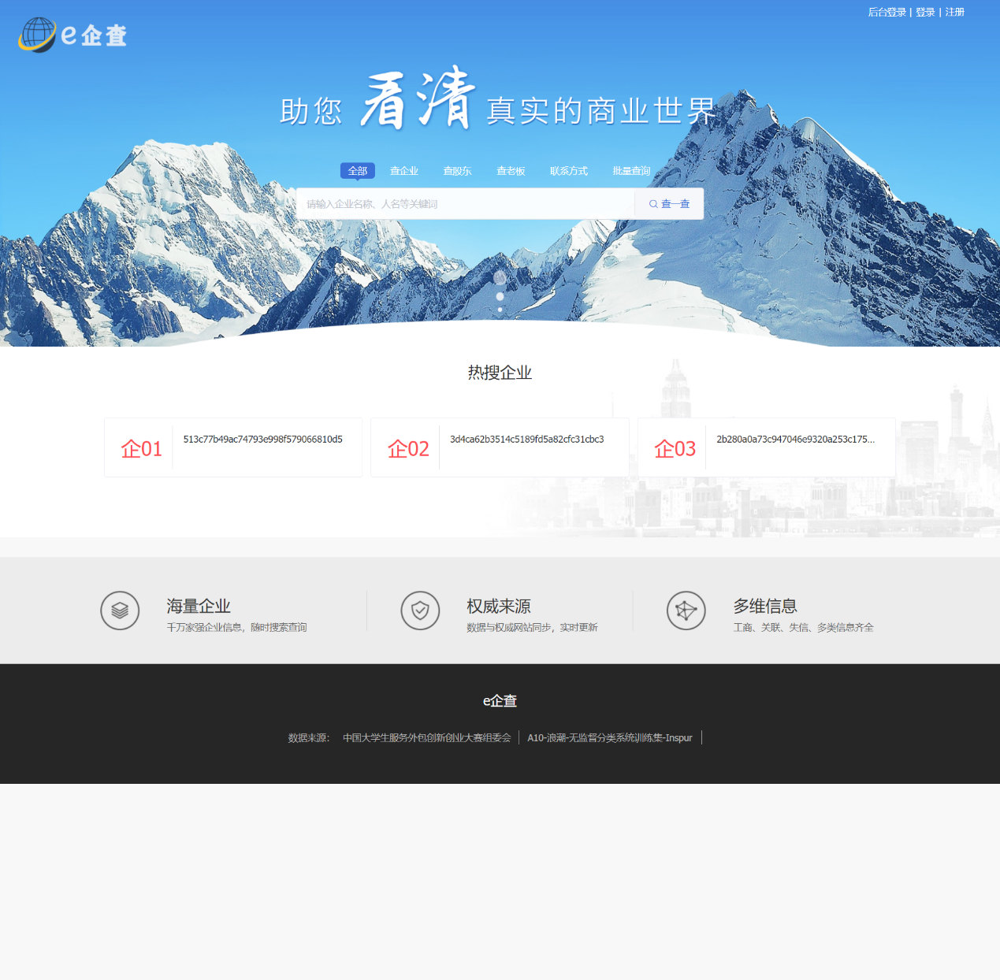 后台登录 | 登录 | 注册
e企查
助您 看清 真实的商业世界
全部 查企业 查股东 查老板 联系方式 批量查询
请输入企业名称、人名等关键词 查一查
热搜企业
企01 513c77b49ac74793e998f579066810d5
企02 3d4ca62b3514c5189fd5a82cfc31cbc3
企03 2b280a0a73c947046e9320a253c175...
海量企业
千万家强企业信息，随时搜索查询
权威来源
数据与权威网站同步，实时更新
多维信息
工商、关联、失信、多类信息齐全
e企查
数据来源： 中国大学生服务外包创新创业大赛组委会 | A10-浪潮-无监督分类系统训练集-Inspur |